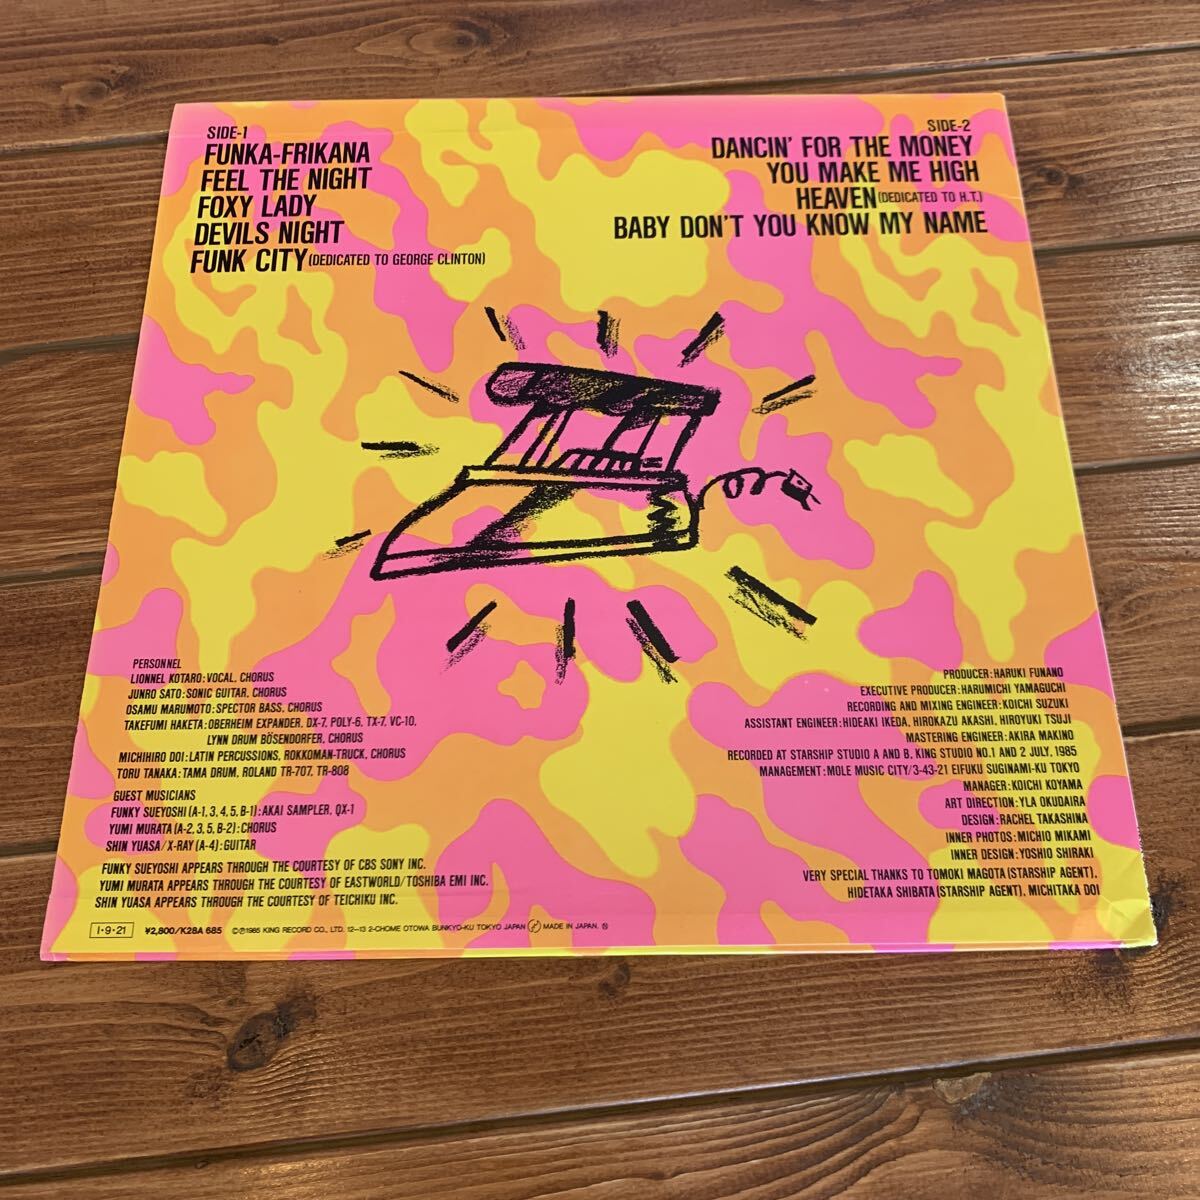 SIDE-1
FUNKA-FRIKANA
FEEL THE NIGHT
FOXY LADY
DEVILS NIGHT
FUNK CITY (DEDICATED TO GEORGE CLINTON)
SIDE-2
DANCIN' FOR THE MONEY
YOU MAKE ME HIGH
HEAVEN (DEDICATED TO H.T.)
BABY DON'T YOU KNOW MY NAME
PERSONNEL
LIONNEL KOTARO: VOCAL, CHORUS
JUNRO SATO: SONIC GUITAR, CHORUS
OSAMU MARUMOTO: SPECTOR BASS, CHORUS
TAKEFUMI HAKETA: OBERHEIM EXPANDER, DX-7, POLY-6, TX-7, VC-10,
LYNN DRUM BÖSENDORFER, CHORUS
MICHIHIRO DOI: LATIN PERCUSSIONS, ROKKOMAN-TRUCK, CHORUS
TORU TANAKA: TAMA DRUM, ROLAND TR-707, TR-808
GUEST MUSICIANS
FUNKY SUEYOSHI (A-1, 3, 4, 5, B-1): AKAI SAMPLER, QX-1
YUMI MURATA (A-2, 3, 5, B-2): CHORUS
SHIN YUASA/X-RAY (A-4): GUITAR
FUNKY SUEYOSHI APPEARS THROUGH THE COURTESY OF CBS SONY INC.
YUMI MURATA APPEARS THROUGH THE COURTESY OF EASTWORLD/TOSHIBA EMI INC.
SHIN YUASA APPEARS THROUGH THE COURTESY OF TEICHIKU INC.
PRODUCER: HARUKI FUNANO
EXECUTIVE PRODUCER: HARUMICHI YAMAGUCHI
RECORDING AND MIXING ENGINEER: KOICHI SUZUKI
ASSISTANT ENGINEER: HIDEAKI IKEDA, HIROKAZU AKASHI, HIROYUKI TSUJI
MASTERING ENGINEER: AKIRA MAKINO
RECORDED AT STARSHIP STUDIO A AND B, KING STUDIO NO.1 AND 2 JULY, 1985
MANAGEMENT: MOLE MUSIC CITY/3-43-21 EIFUKU SUGINAMI-KU TOKYO
MANAGER: KOICHI KOYAMA
ART DIRECTION: YLA OKUDAIRA
DESIGN: RACHEL TAKASHINA
INNER PHOTOS: MICHIO MIKAMI
INNER DESIGN: YOSHIO SHIRAKI
VERY SPECIAL THANKS TO TOMOKI MAGOTA (STARSHIP AGENT),
HIDETAKA SHIBATA (STARSHIP AGENT), MICHITAKA DOI
I・9・21 ¥2,800/K28A 685 ©℗1985 KING RECORD CO., LTD. 12-13 2-CHOME OTOWA BUNKYO-KU TOKYO JAPAN MADE IN JAPAN. Ⓝ